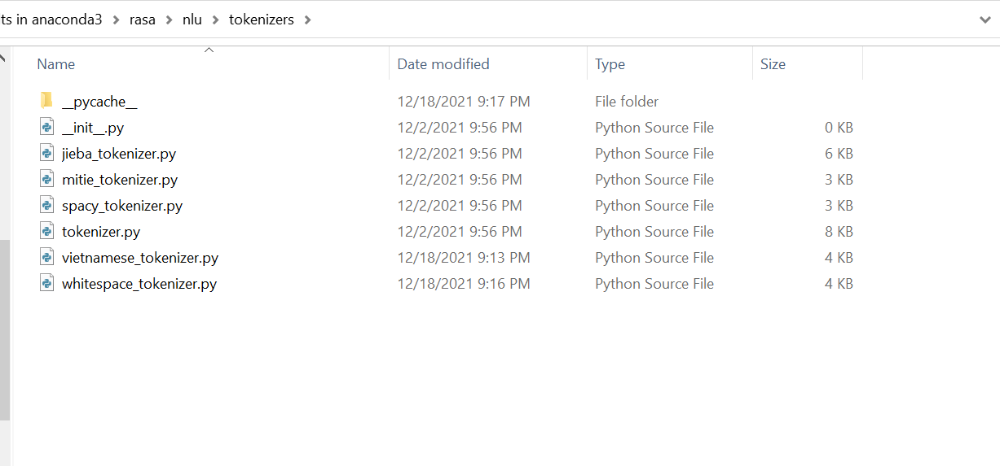 ts in anaconda3 > rasa > nlu > tokenizers >
Name Date modified Type Size
__pycache__ 12/18/2021 9:17 PM File folder
__init__.py 12/2/2021 9:56 PM Python Source File 0 KB
jieba_tokenizer.py 12/2/2021 9:56 PM Python Source File 6 KB
mitie_tokenizer.py 12/2/2021 9:56 PM Python Source File 3 KB
spacy_tokenizer.py 12/2/2021 9:56 PM Python Source File 3 KB
tokenizer.py 12/2/2021 9:56 PM Python Source File 8 KB
vietnamese_tokenizer.py 12/18/2021 9:13 PM Python Source File 4 KB
whitespace_tokenizer.py 12/18/2021 9:16 PM Python Source File 4 KB